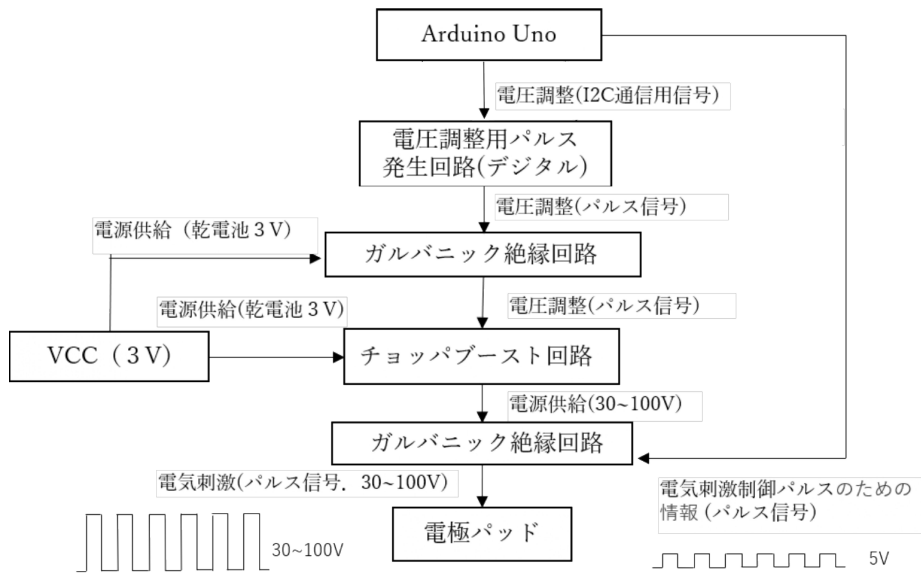 Arduino Uno
電圧調整(I2C通信用信号)
電圧調整用パルス
発生回路(デジタル)
電圧調整(パルス信号)
電源供給（乾電池３V）
ガルバニック絶縁回路
電源供給(乾電池３V)
電圧調整(パルス信号)
VCC（３V）
チョッパブースト回路
電源供給(30~100V)
ガルバニック絶縁回路
電気刺激(パルス信号．30~100V)
電気刺激制御パルスのための
情報 (パルス信号)
電極パッド
30~100V
5V